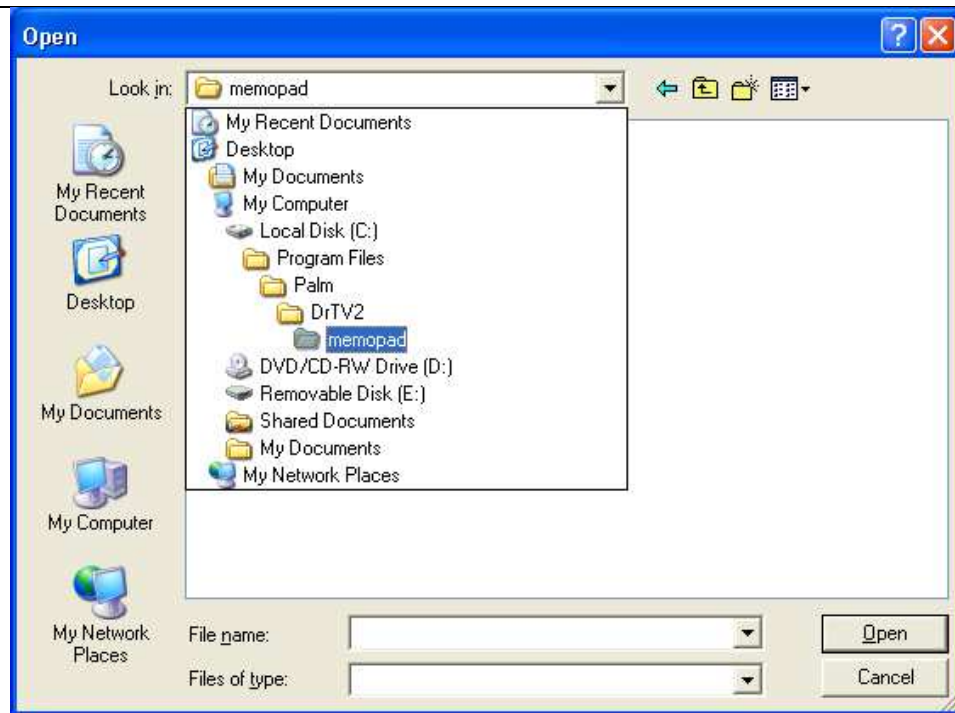 Open
Look in: memopad
My Recent Documents
Desktop
My Documents
My Computer
Local Disk (C:)
Program Files
Palm
DrTV2
memopad
DVD/CD-RW Drive (D:)
Removable Disk (E:)
Shared Documents
My Documents
My Network Places
My Recent
Documents
Desktop
My Documents
My Computer
My Network
Places
File name:
Open
Files of type:
Cancel